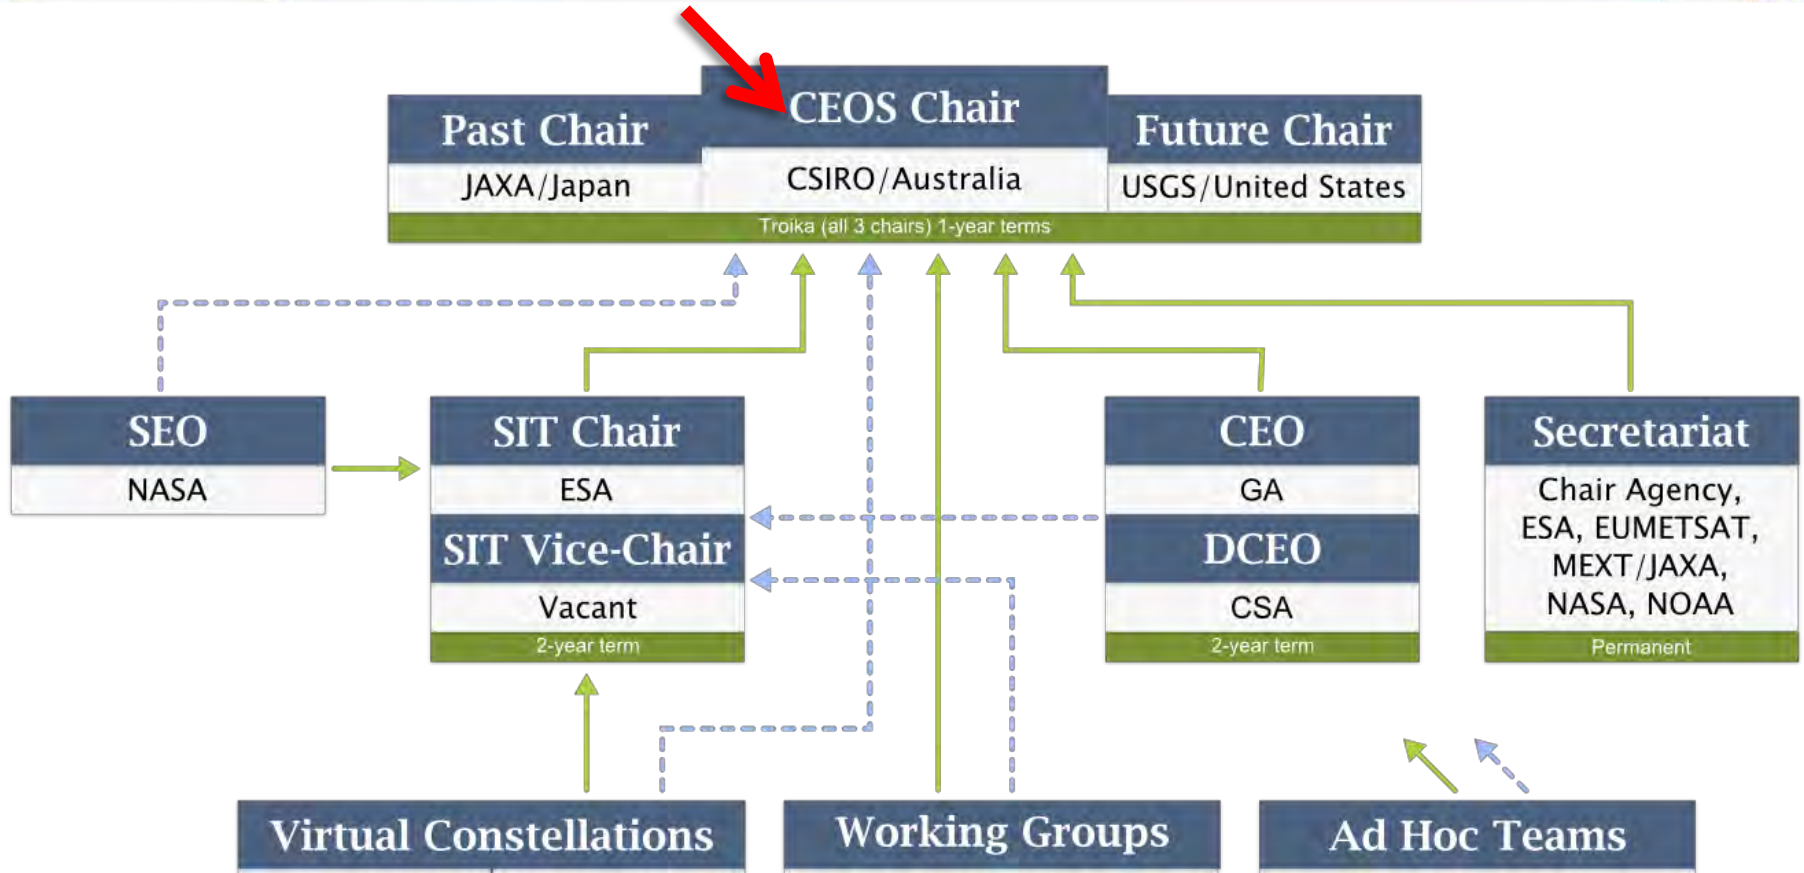 CEOS Chair
Past Chair
Future Chair
JAXA/Japan
CSIRO/Australia
USGS/United States
Troika (all 3 chairs) 1-year terms
SEO
NASA
SIT Chair
ESA
SIT Vice-Chair
Vacant
2-year term
CEO
GA
DCEO
CSA
2-year term
Secretariat
Chair Agency,
ESA, EUMETSAT,
MEXT/JAXA,
NASA, NOAA
Permanent
Virtual Constellations
Working Groups
Ad Hoc Teams